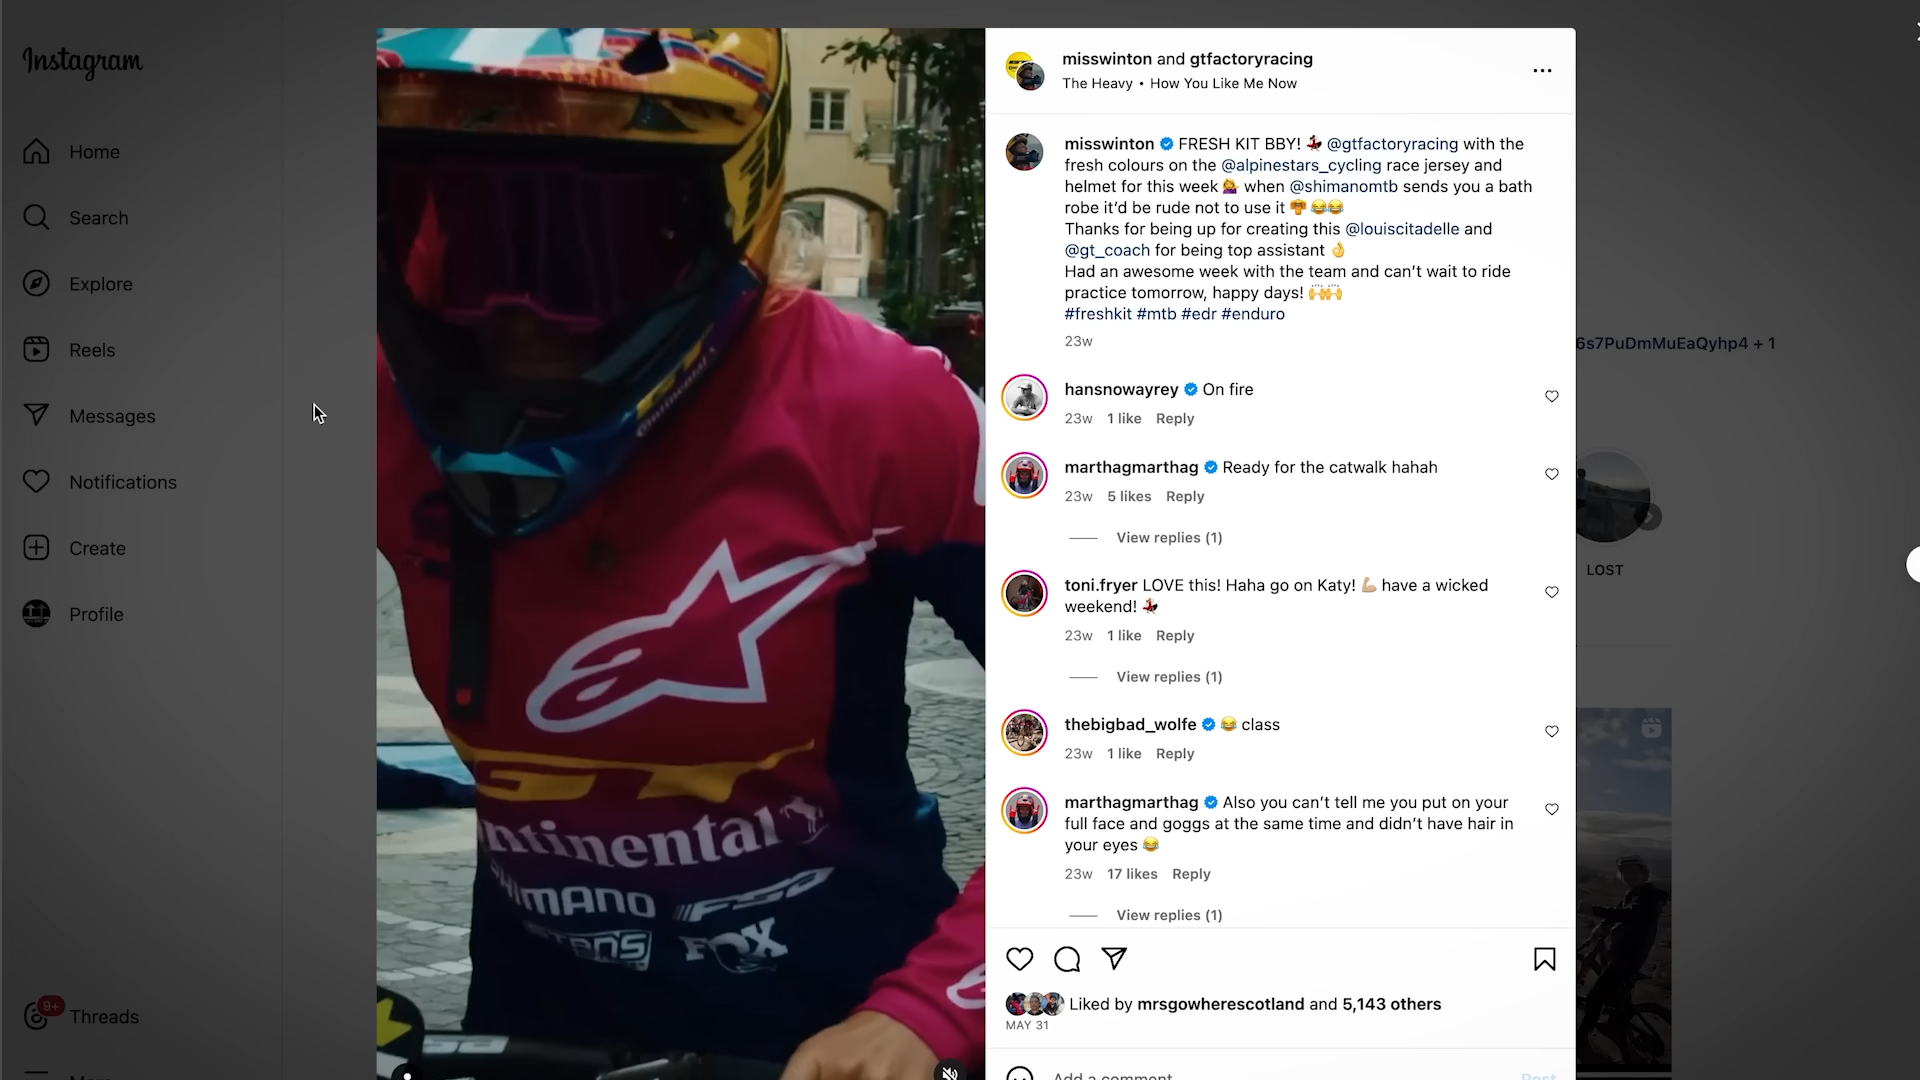 Instagram
Home
Search
Explore
Reels
Messages
Notifications
Create
Profile
9+
Threads
GT
ntinental
SHIMANO FSA
FOX
misswinton and gtfactoryracing
The Heavy • How You Like Me Now
misswinton FRESH KIT BBY! 💃 @gtfactoryracing with the
fresh colours on the @alpinestars_cycling race jersey and
helmet for this week 💁‍♀️ when @shimanomtb sends you a bath
robe it’d be rude not to use it 👘 😂😂
Thanks for being up for creating this @louiscitadelle and
@gt_coach for being top assistant 👌
Had an awesome week with the team and can’t wait to ride
practice tomorrow, happy days! 🙌🙌
#freshkit #mtb #edr #enduro
23w
hansnowayrey On fire
23w 1 like Reply
marthagmarthag Ready for the catwalk hahah
23w 5 likes Reply
View replies (1)
toni.fryer LOVE this! Haha go on Katy! 💪🏼 have a wicked
weekend! 💃
23w 1 like Reply
View replies (1)
thebigbad_wolfe 😂 class
23w 1 like Reply
marthagmarthag Also you can’t tell me you put on your
full face and goggs at the same time and didn’t have hair in
your eyes 😂
23w 17 likes Reply
View replies (1)
Liked by mrsgowherescotland and 5,143 others
MAY 31
Add a comment
Post
6s7PuDmMuEaQyhp4 + 1
LOST